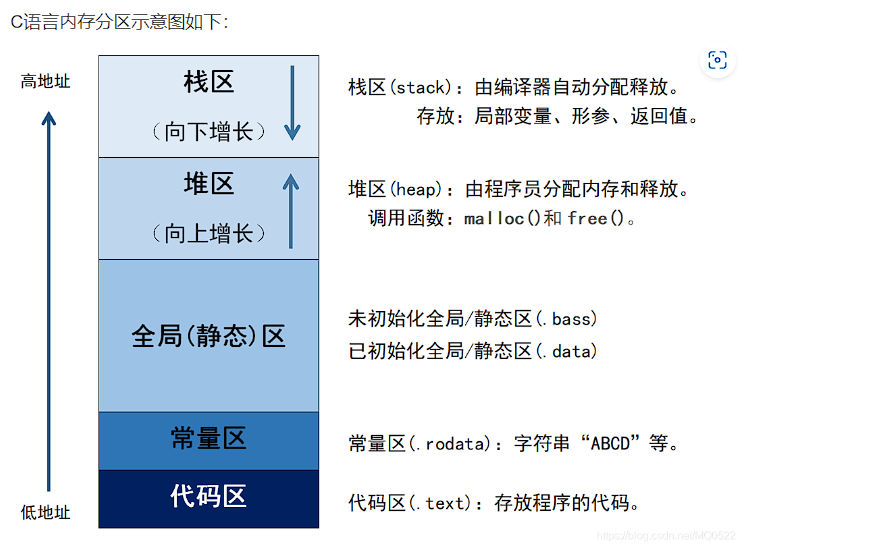 C语言内存分区示意图如下：
高地址
栈区
（向下增长）
栈区(stack)：由编译器自动分配释放。
存放：局部变量、形参、返回值。
堆区
（向上增长）
堆区(heap)：由程序员分配内存和释放。
调用函数：malloc()和 free()。
全局(静态)区
未初始化全局/静态区(.bass)
已初始化全局/静态区(.data)
常量区
常量区(.rodata)：字符串“ABCD”等。
代码区
代码区(.text)：存放程序的代码。
低地址
https://blog.csdn.net/MQ0522